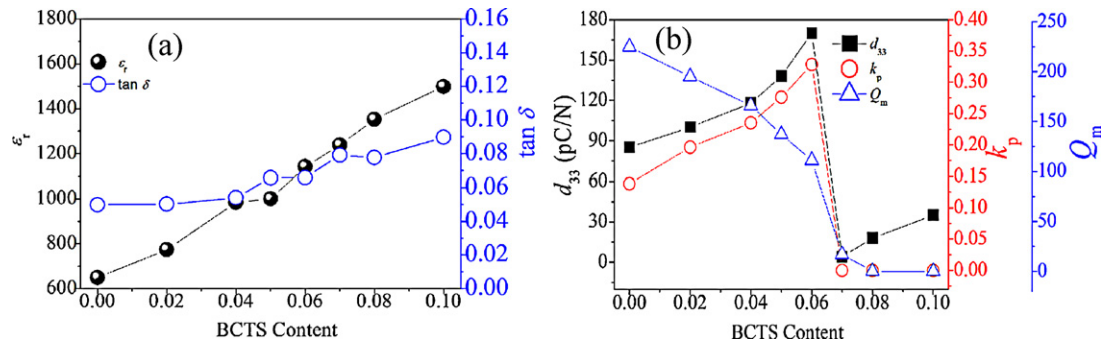 (a)
1800
1600
1400
1200
1000
800
600
εr
εr
tan δ
0.16
0.14
0.12
0.10
0.08
0.06
0.04
0.02
0.00
tan δ
0.00 0.02 0.04 0.06 0.08 0.10
BCTS Content
(b)
180
150
120
90
60
30
0
d33 (pC/N)
d33
kp
Qm
0.40
0.35
0.30
0.25
0.20
0.15
0.10
0.05
0.00
kp
250
200
150
100
50
0
Qm
0.00 0.02 0.04 0.06 0.08 0.10
BCTS Content